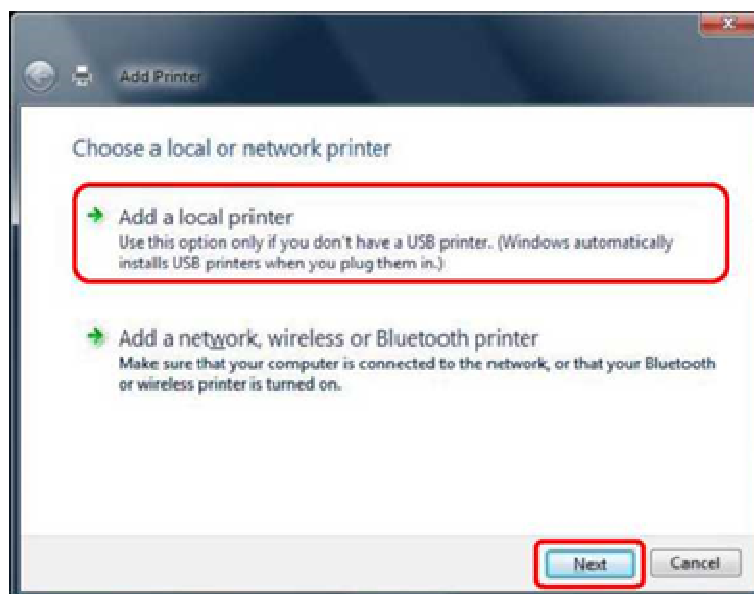 Add Printer
Choose a local or network printer
Add a local printer
Use this option only if you don't have a USB printer. (Windows automatically
installs USB printers when you plug them in.)
Add a network, wireless or Bluetooth printer
Make sure that your computer is connected to the network, or that your Bluetooth
or wireless printer is turned on.
Next
Cancel